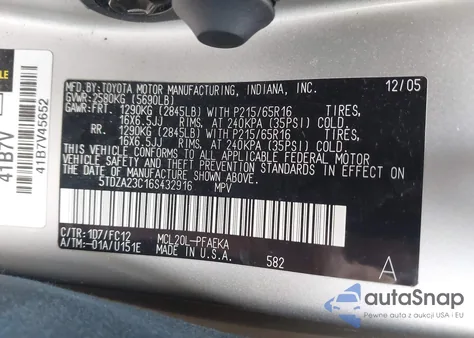 MFD. BY: TOYOTA MOTOR MANUFACTURING, INDIANA, INC. 12/05
GVWR: 2580KG (5690LB)
GAWR: FRT. 1290KG (2845LB) WITH P215/65R16 TIRES,
16X6.5JJ RIMS, AT 240KPA (35PSI) COLD
RR. 1290KG (2845LB) WITH P215/65R16 TIRES,
16X6.5JJ RIMS, AT 240KPA (35PSI) COLD
THIS VEHICLE CONFORMS TO ALL APPLICABLE FEDERAL MOTOR
VEHICLE SAFETY AND THEFT PREVENTION STANDARDS IN EFFECT ON
THE DATE OF MANUFACTURE SHOWN ABOVE.
5TDZA23C16S432916 MPV
C/TR: 1D7/FC12 MCL20L-PFAEKA
A/TM: -01A/U151E 582 A
41B7V
41B7V45652
autoSnap
Pewne auta z aukcji USA i EU